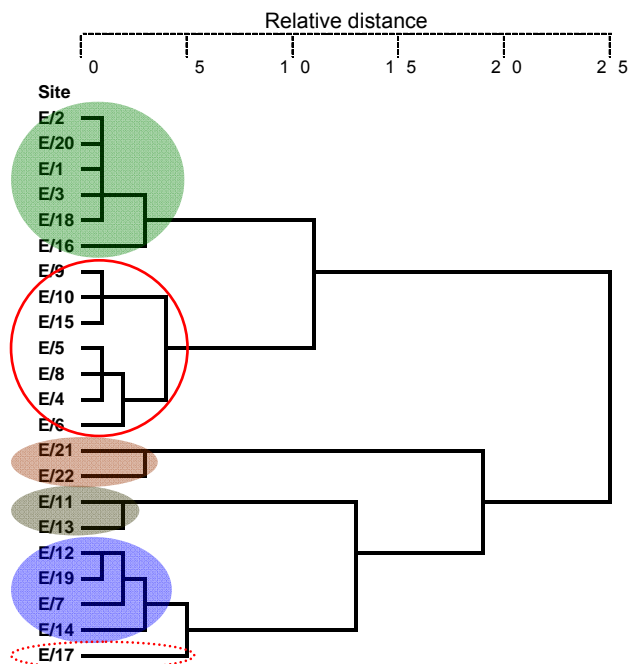 Relative distance
0 5 1 0 1 5 2 0 2 5
Site
E/2
E/20
E/1
E/3
E/18
E/16
E/9
E/10
E/15
E/5
E/8
E/4
E/6
E/21
E/22
E/11
E/13
E/12
E/19
E/7
E/14
E/17